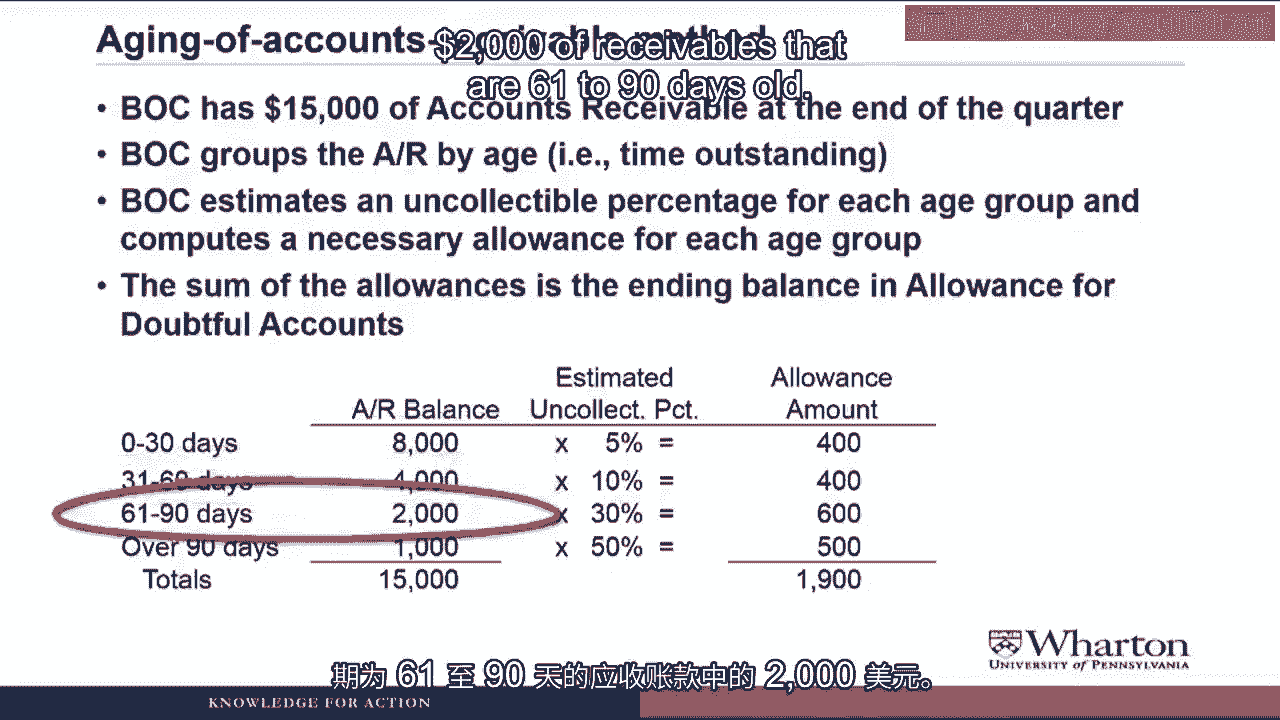 Aging-of-accounts-
$2,000 of receivables that
are 61 to 90 days old.
• BOC has $15,000 of Accounts Receivable at the end of the quarter
• BOC groups the A/R by age (i.e., time outstanding)
• BOC estimates an uncollectible percentage for each age group and
computes a necessary allowance for each age group
• The sum of the allowances is the ending balance in Allowance for
Doubtful Accounts
Estimated Allowance
A/R Balance Uncollect. Pct. Amount
0-30 days 8,000 x 5% = 400
31-60 days 4,000 x 10% = 400
61-90 days 2,000 x 30% = 600
Over 90 days 1,000 x 50% = 500
Totals 15,000 1,900
Wharton
UNIVERSITY of PENNSYLVANIA
期为 61 至 90 天的应收账款中的 2,000 美元。
KNOWLEDGE FOR ACTION